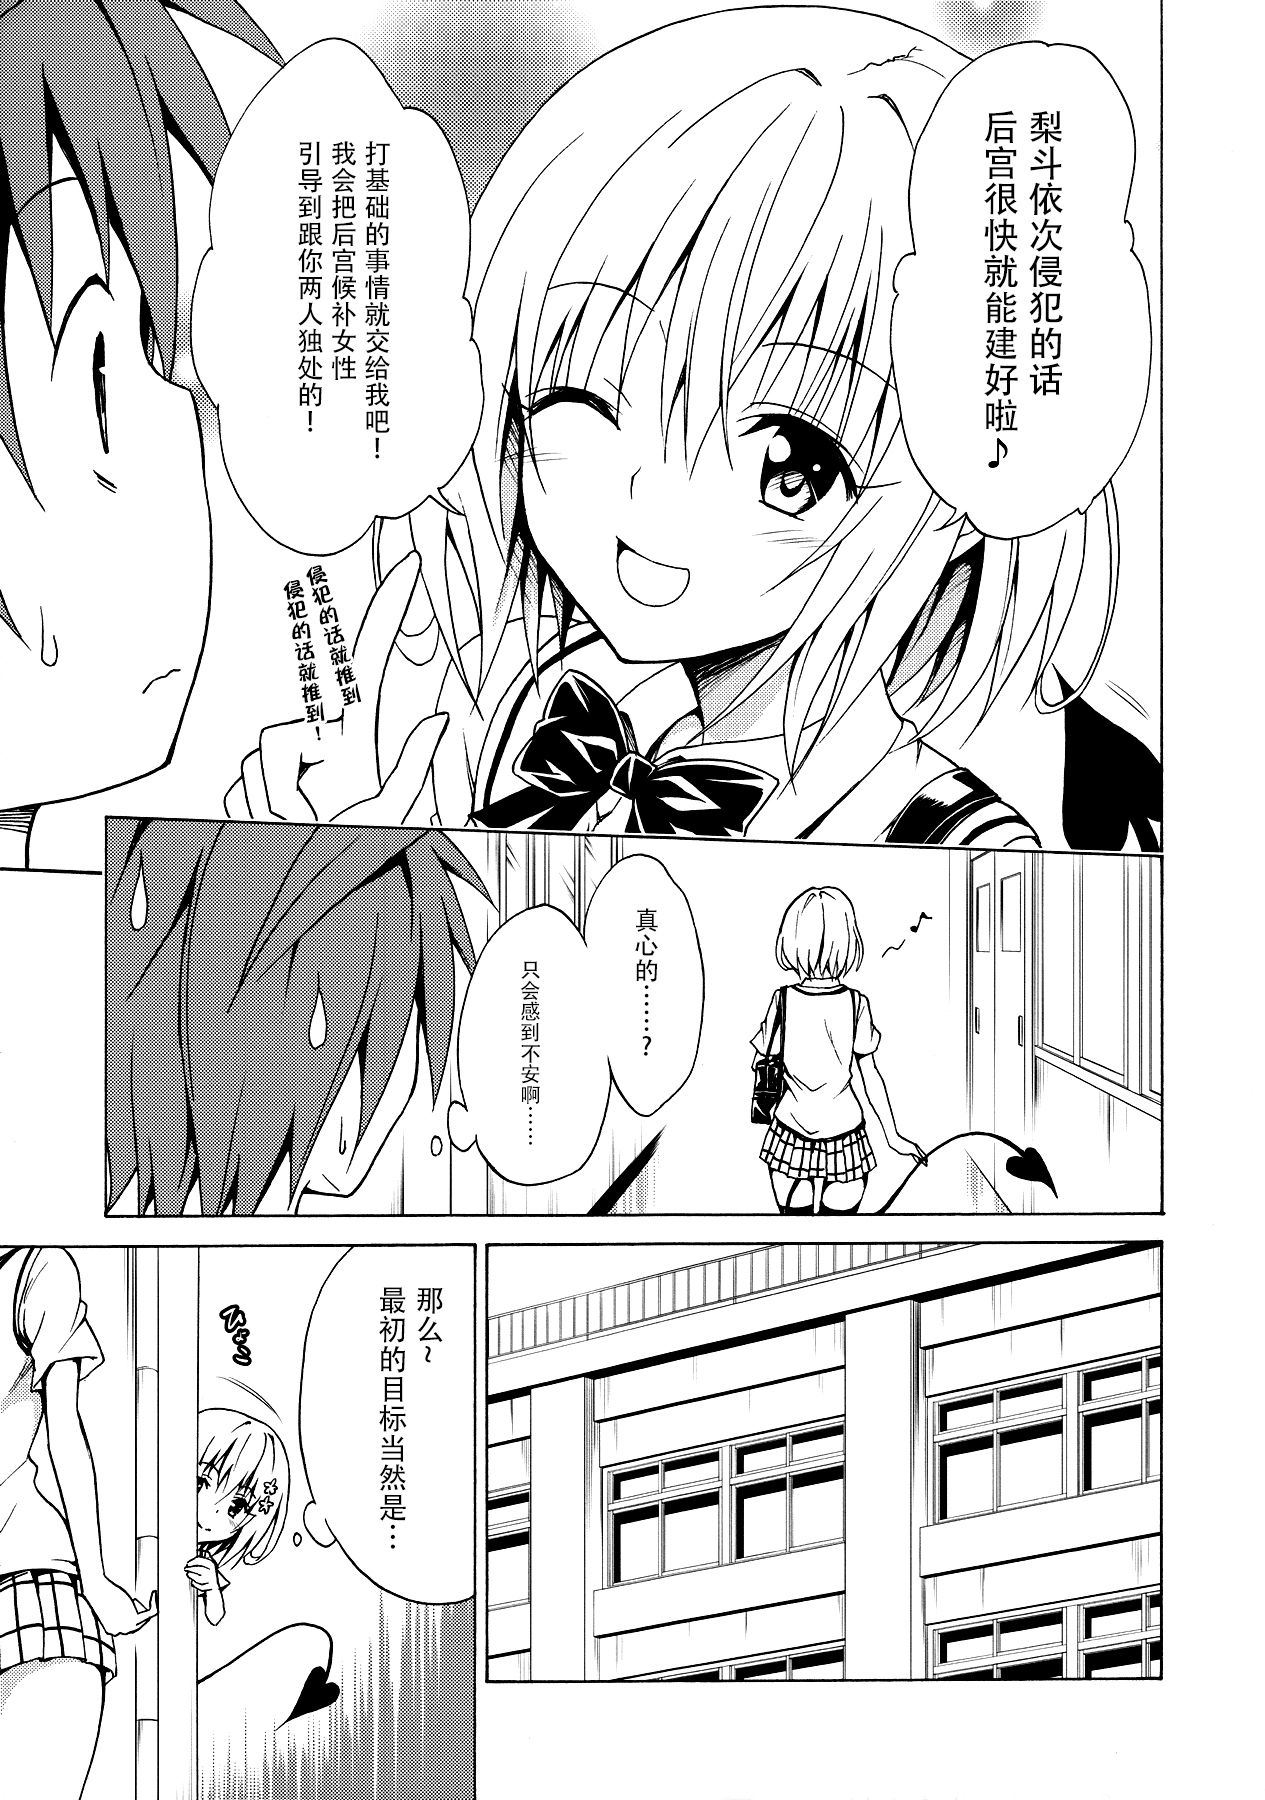 梨斗依次侵犯的话
后宫很快就能建好啦♪
打基础的事情就交给我吧！
我会把后宫候补女性
引导到跟你两人独处的！
侵犯的话就推到
侵犯的话就推到！
真心的……？
只会感到不安啊……
那么~
最初的目标当然是…
ひょこ